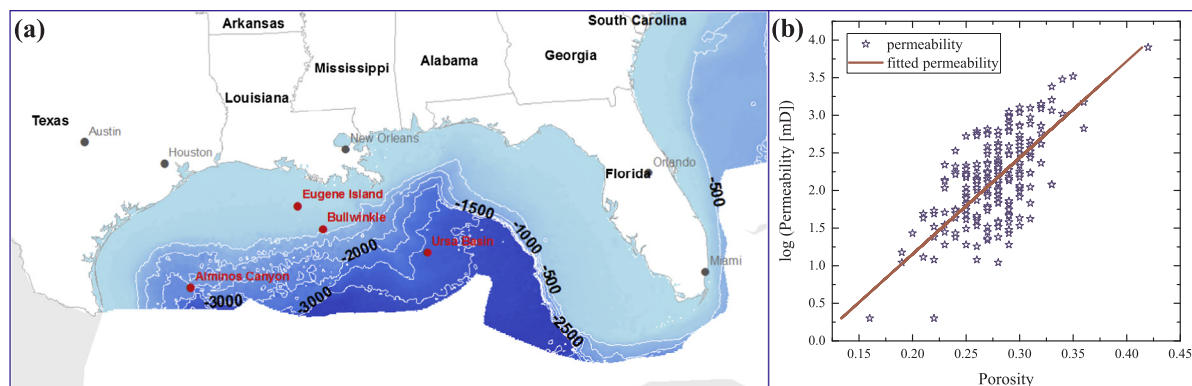 (a)
Arkansas
South Carolina
Mississippi
Alabama
Georgia
Louisiana
Texas
Austin
New Orleans
Houston
Orlando
Florida
-500
Eugene Island
Bullwinkle
-1500
-1000
-2000
Ursa Basin
-500
Miami
Alminos Canyon
-3000
-3000
-2500
(b)
permeability
fitted permeability
log (Permeability [mD])
4.0
3.5
3.0
2.5
2.0
1.5
1.0
0.5
0.0
0.15 0.20 0.25 0.30 0.35 0.40 0.45
Porosity